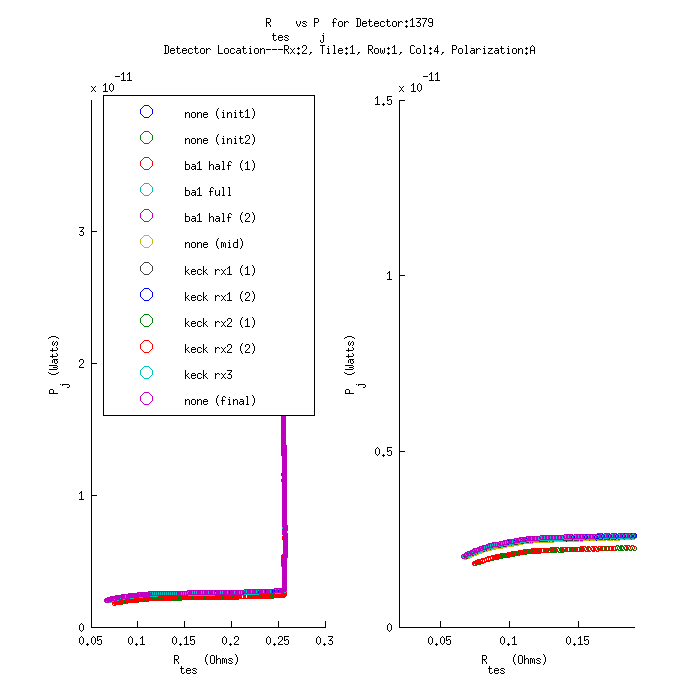 R    vs P  for Detector:1379
tes    j
Detector Location---Rx:2, Tile:1, Row:1, Col:4, Polarization:A
x 10-11
none (init1)
none (init2)
ba1 half (1)
ba1 full
ba1 half (2)
none (mid)
keck rx1 (1)
keck rx1 (2)
keck rx2 (1)
keck rx2 (2)
keck rx3
none (final)
3
2
1
0
P j (Watts)
0.05 0.1 0.15 0.2 0.25 0.3
R tes (Ohms)
x 10-11
1.5
1
0.5
0
P j (Watts)
0.05 0.1 0.15
R tes (Ohms)